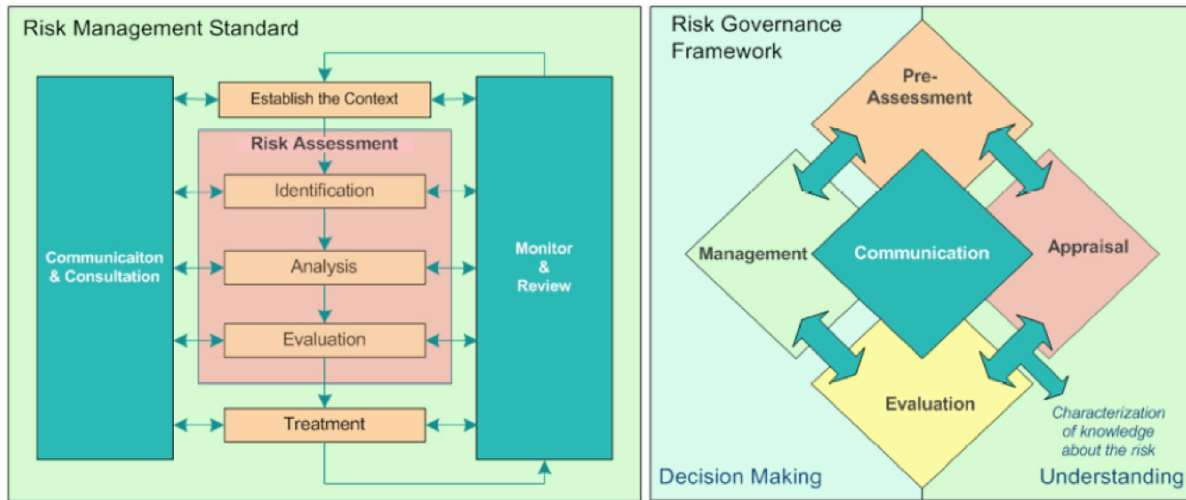 Risk Management Standard
Establish the Context
Risk Assessment
Identification
Analysis
Evaluation
Treatment
Communicaiton
& Consultation
Monitor
&
Review
Risk Governance
Framework
Pre-
Assessment
Management
Communication
Appraisal
Evaluation
Characterization
of knowledge
about the risk
Decision Making
Understanding